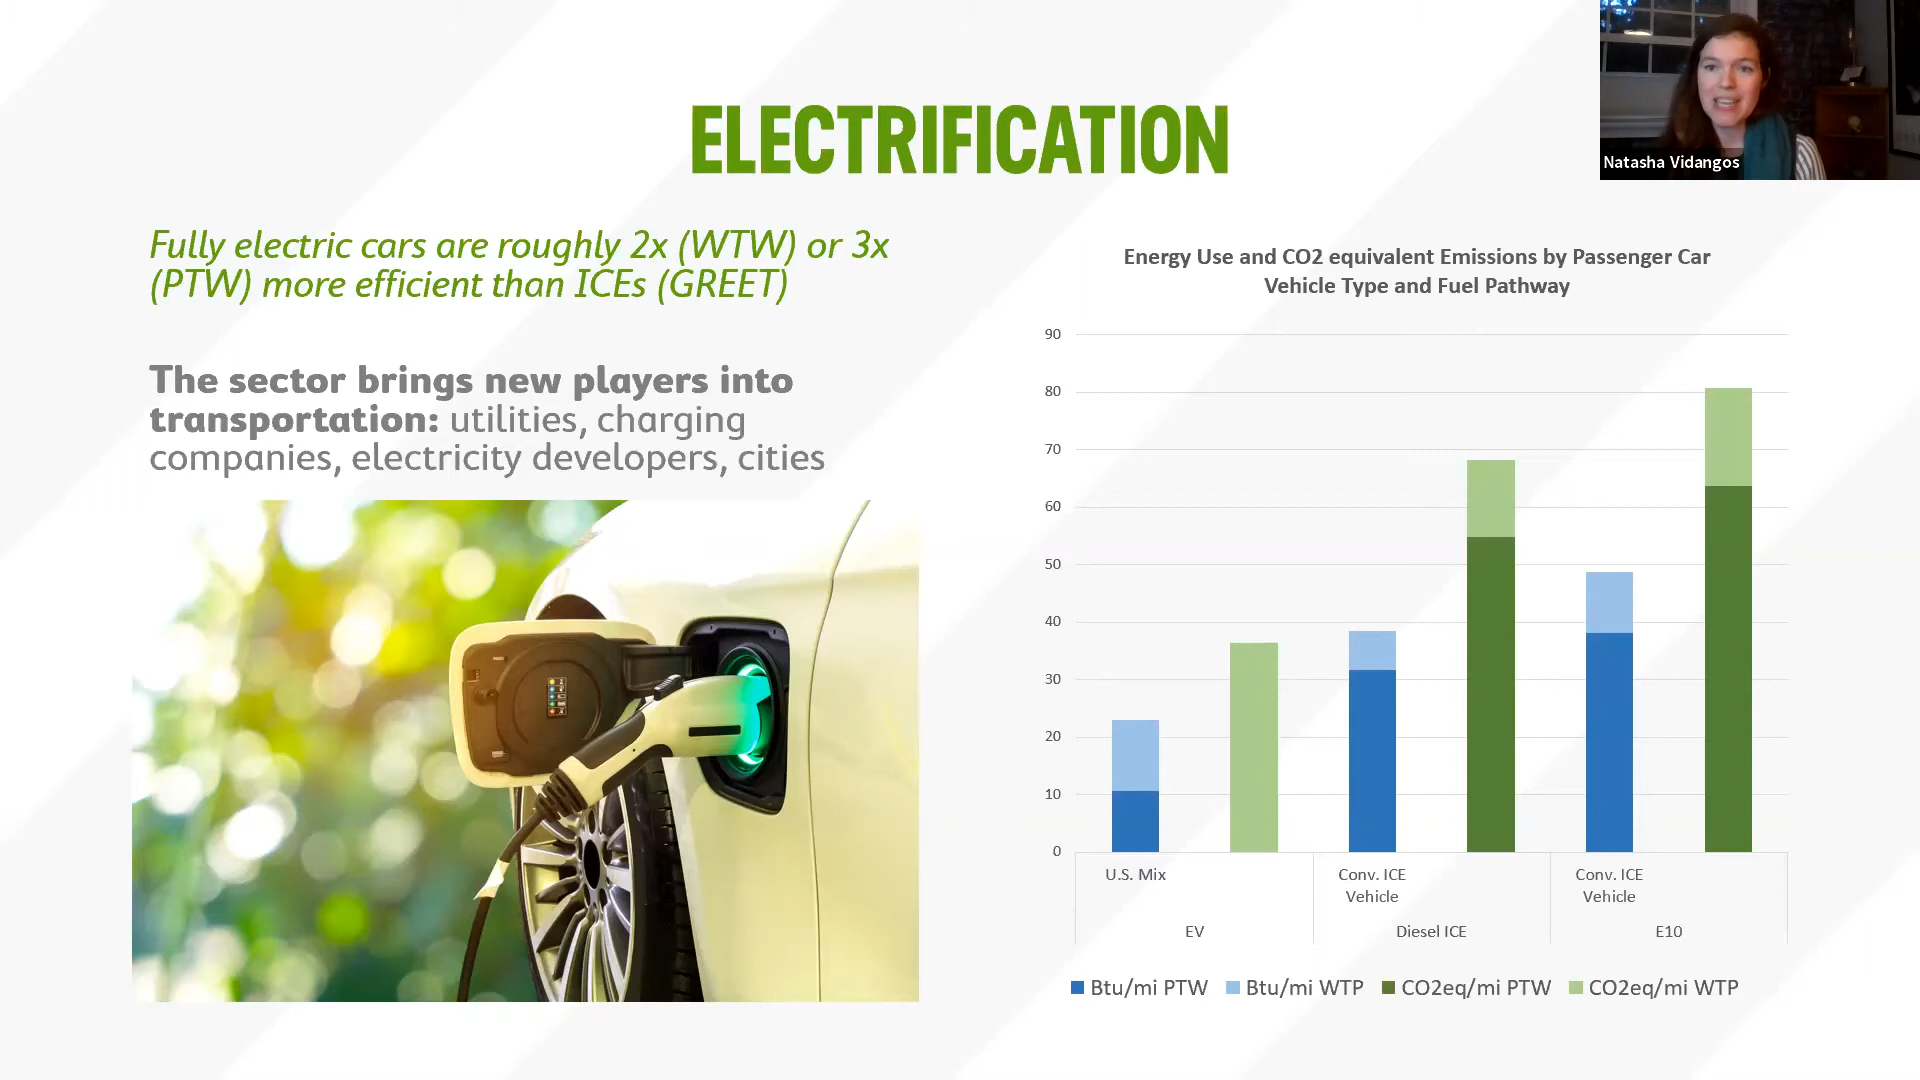 ELECTRIFICATION
Natasha Vidangos
Fully electric cars are roughly 2x (WTW) or 3x
(PTW) more efficient than ICEs (GREET)
The sector brings new players into
transportation: utilities, charging
companies, electricity developers, cities
Energy Use and CO2 equivalent Emissions by Passenger Car
Vehicle Type and Fuel Pathway
90
80
70
60
50
40
30
20
10
0
U.S. Mix
Conv. ICE
Vehicle
Conv. ICE
Vehicle
EV
Diesel ICE
E10
Btu/mi PTW
Btu/mi WTP
CO2eq/mi PTW
CO2eq/mi WTP